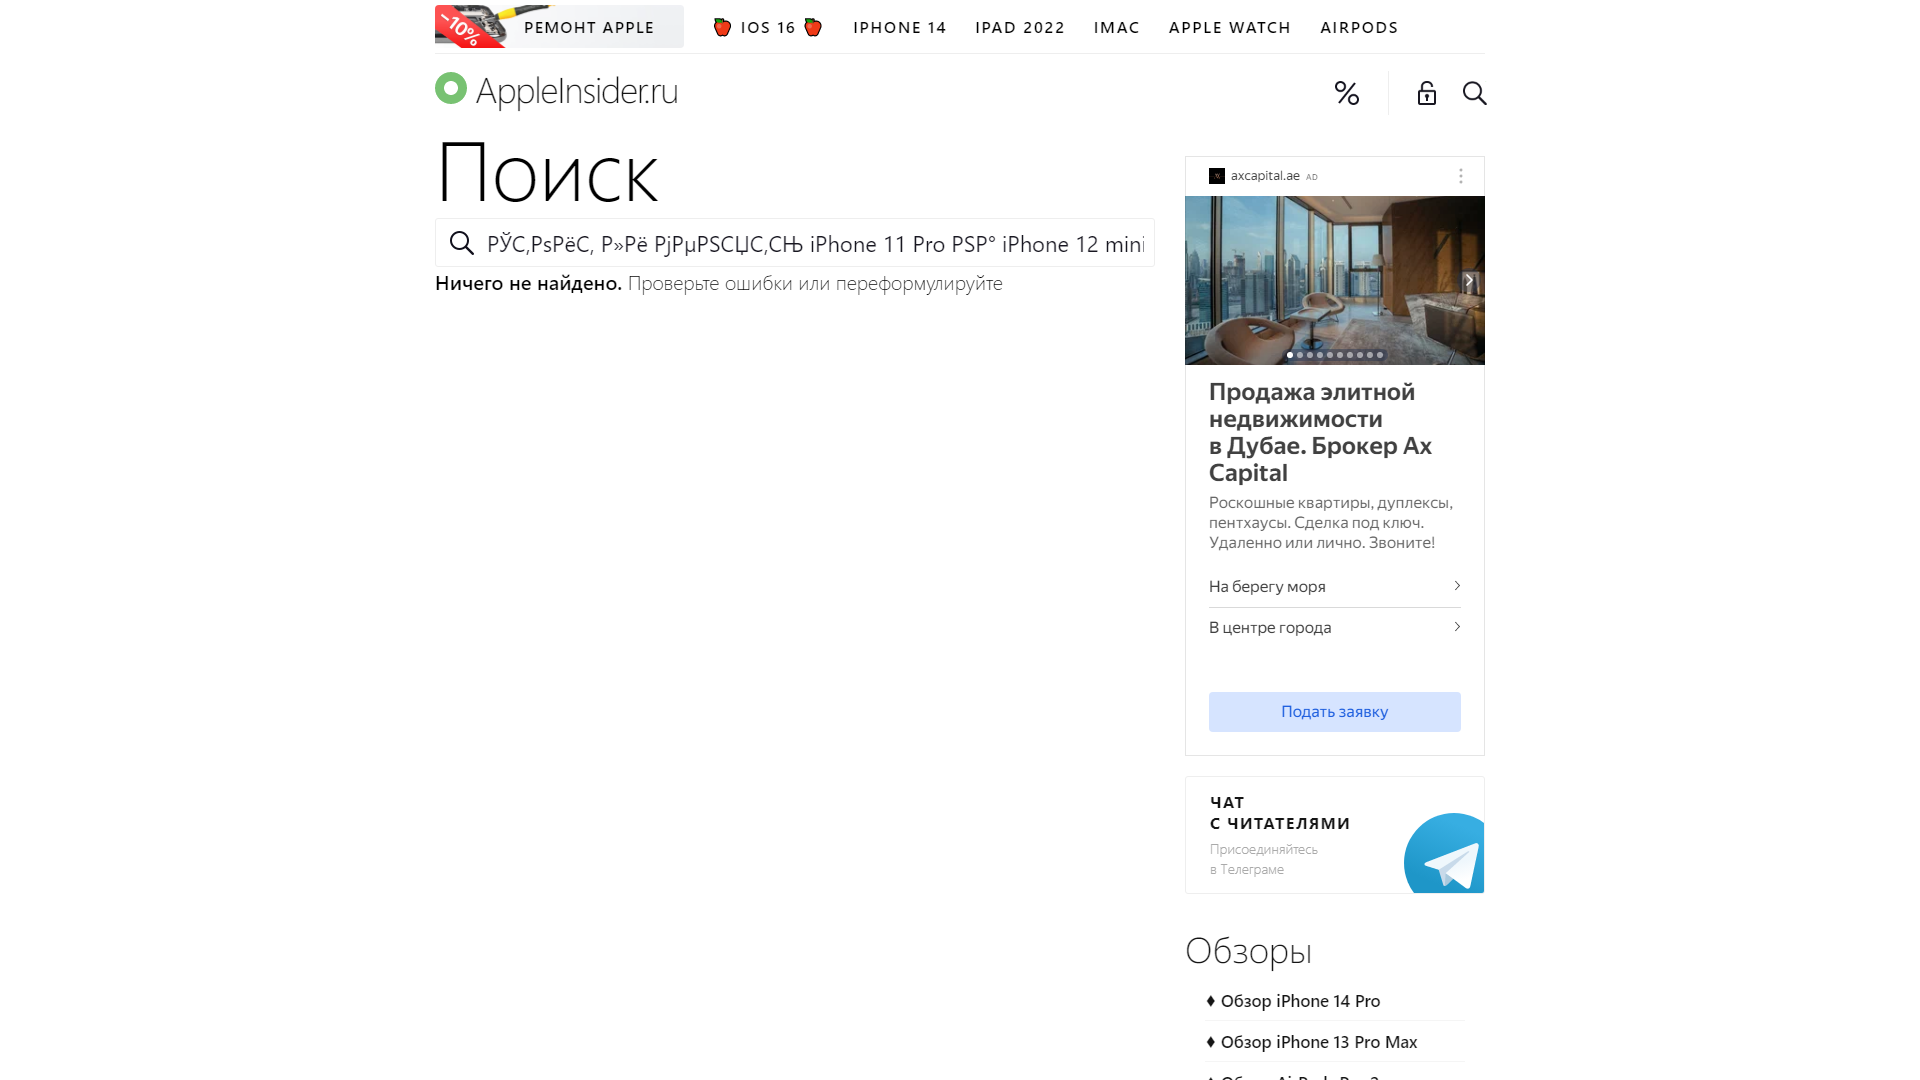 -10%
РЕМОНТ APPLE
IOS 16
IPHONE 14
IPAD 2022
IMAC
APPLE WATCH
AIRPODS
AppleInsider.ru
Поиск
РЎС‚РѕРёС‚ Р»Рё РјРµРЅСЏС‚СЊ iPhone 11 Pro РЅР° iPhone 12 mini
Ничего не найдено. Проверьте ошибки или переформулируйте
axcapital.ae AD
Продажа элитной
недвижимости
в Дубае. Брокер Ax
Capital
Роскошные квартиры, дуплексы,
пентхаусы. Сделка под ключ.
Удаленно или лично. Звоните!
На берегу моря
В центре города
Подать заявку
ЧАТ
С ЧИТАТЕЛЯМИ
Присоединяйтесь
в Телеграме
Обзоры
♦ Обзор iPhone 14 Pro
♦ Обзор iPhone 13 Pro Max